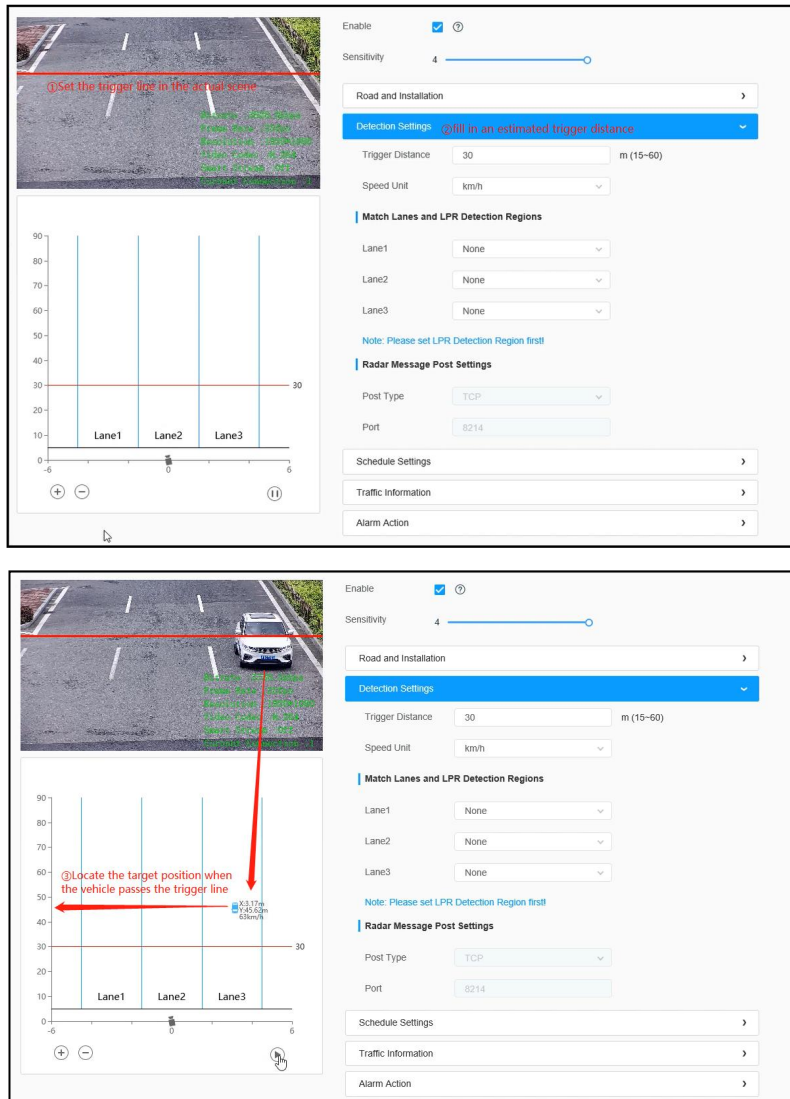 Enable
Sensitivity 4
①Set the trigger line in the actual scene
Road and Installation
Detection Settings ②fill in an estimated trigger distance
Trigger Distance 30 m (15~60)
Speed Unit km/h
Match Lanes and LPR Detection Regions
Lane1 None
Lane2 None
Lane3 None
Note: Please set LPR Detection Region first!
Radar Message Post Settings
Post Type TCP
Port 8214
Schedule Settings
Traffic Information
Alarm Action
90
80
70
60
50
40
30 30
20
10 Lane1 Lane2 Lane3
0
-6 0 6
Enable
Sensitivity 4
Road and Installation
Detection Settings
Trigger Distance 30 m (15~60)
Speed Unit km/h
Match Lanes and LPR Detection Regions
Lane1 None
Lane2 None
Lane3 None
Note: Please set LPR Detection Region first!
Radar Message Post Settings
Post Type TCP
Port 8214
Schedule Settings
Traffic Information
Alarm Action
90
80
70
60
③Locate the target position when
the vehicle passes the trigger line
50
X:3.17m
Y:45.62m
63km/h
40
30 30
20
10 Lane1 Lane2 Lane3
0
-6 0 6